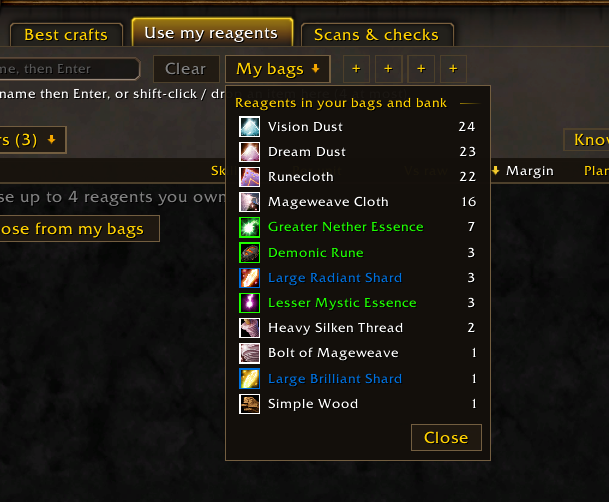 Best crafts
Use my reagents
Scans & checks
me, then Enter
Clear
My bags
+ + + +
name then Enter, or shift-click / dr
Reagents in your bags and bank
Vision Dust 24
Dream Dust 23
Runecloth 22
Mageweave Cloth 16
Greater Nether Essence 7
Demonic Rune 3
Large Radiant Shard 3
Lesser Mystic Essence 3
Heavy Silken Thread 2
Bolt of Mageweave 1
Large Brilliant Shard 1
Simple Wood 1
Close
rs (3)
Know
Sk
Margin
Plan
se up to 4 reagents you own
ose from my bags